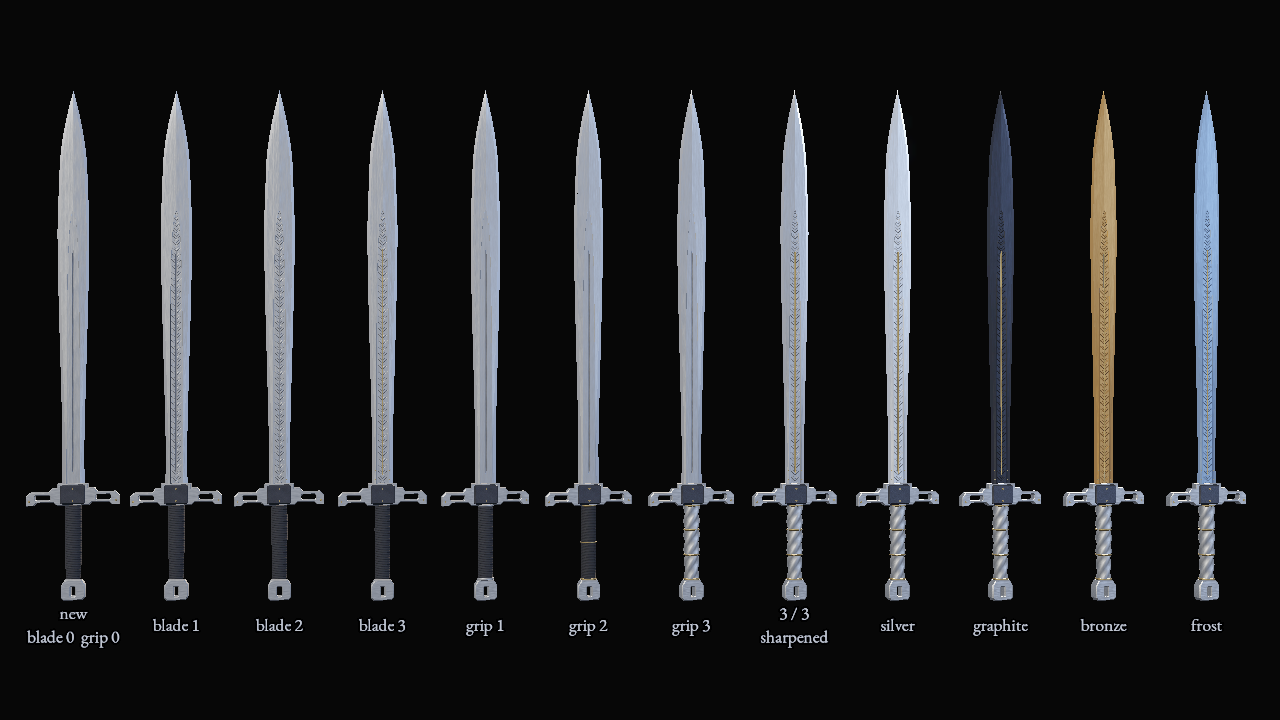 new
blade 0 grip 0
blade 1
blade 2
blade 3
grip 1
grip 2
grip 3
3 / 3
sharpened
silver
graphite
bronze
frost